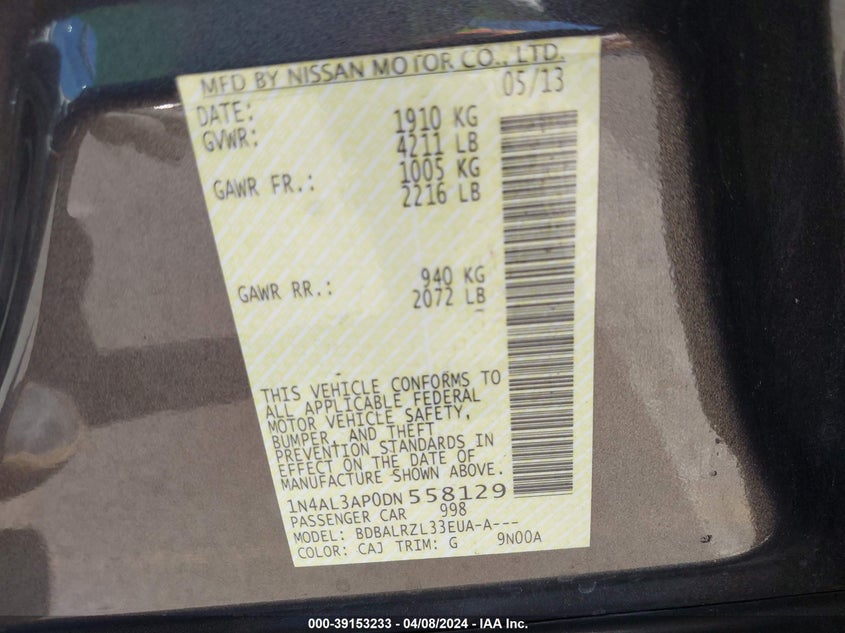 MFD BY NISSAN MOTOR CO., LTD.
DATE: 05/13
GVWR: 1910 KG
4211 LB
GAWR FR.: 1005 KG
2216 LB
GAWR RR.: 940 KG
2072 LB
THIS VEHICLE CONFORMS TO
ALL APPLICABLE FEDERAL
MOTOR VEHICLE SAFETY,
BUMPER, AND THEFT
PREVENTION STANDARDS IN
EFFECT ON THE DATE OF
MANUFACTURE SHOWN ABOVE.
1N4AL3AP0DN558129
PASSENGER CAR 998
MODEL: BDBALRZL33EUA-A---
COLOR: CAJ TRIM: G 9N00A
000-39153233 - 04/08/2024 - IAA Inc.